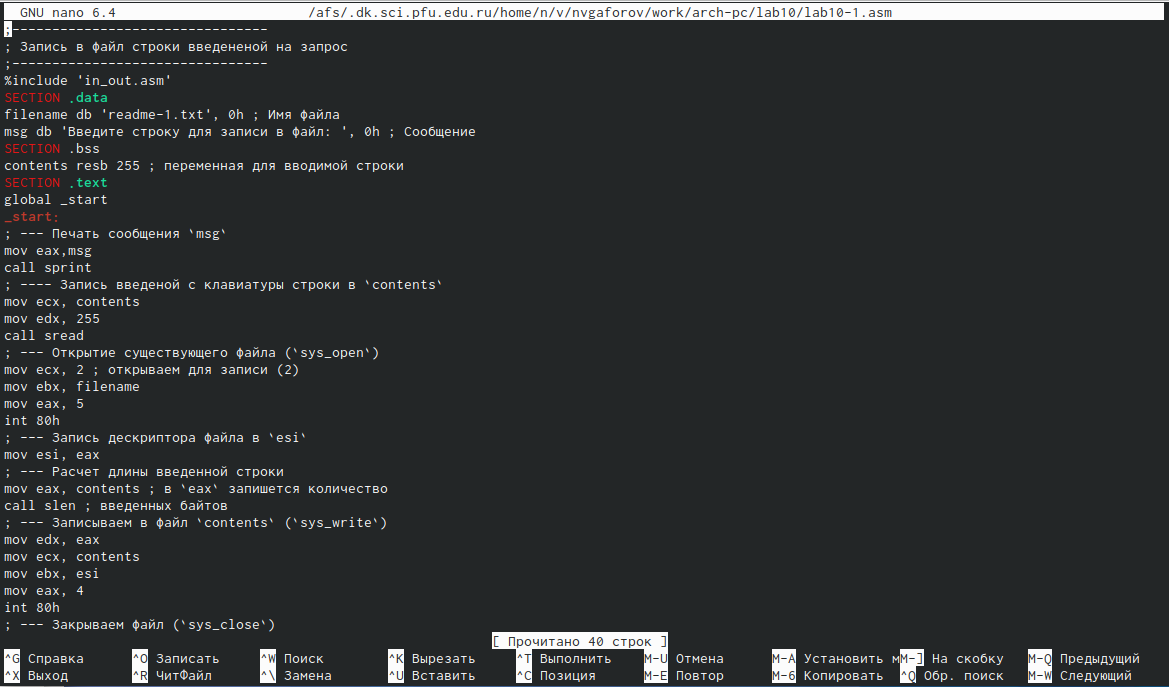 GNU nano 6.4 /afs/.dk.sci.pfu.edu.ru/home/n/v/nvgaforov/work/arch-pc/lab10/lab10-1.asm
;--------------------------------
; Запись в файл строки введененой на запрос
;--------------------------------
%include 'in_out.asm'
SECTION .data
filename db 'readme-1.txt', 0h ; Имя файла
msg db 'Введите строку для записи в файл: ', 0h ; Сообщение
SECTION .bss
contents resb 255 ; переменная для вводимой строки
SECTION .text
global _start
_start:
; --- Печать сообщения `msg`
mov eax,msg
call sprint
; ---- Запись введеной с клавиатуры строки в `contents`
mov ecx, contents
mov edx, 255
call sread
; --- Открытие существующего файла (`sys_open`)
mov ecx, 2 ; открываем для записи (2)
mov ebx, filename
mov eax, 5
int 80h
; --- Запись дескриптора файла в `esi`
mov esi, eax
; --- Расчет длины введенной строки
mov eax, contents ; в `eax` запишется количество
call slen ; введенных байтов
; --- Записываем в файл `contents` (`sys_write`)
mov edx, eax
mov ecx, contents
mov ebx, esi
mov eax, 4
int 80h
; --- Закрываем файл (`sys_close`)
[ Прочитано 40 строк ]
^G Справка ^O Записать ^W Поиск ^K Вырезать ^T Выполнить M-U Отмена M-A Установить мM-] На скобку M-Q Предыдущий
^X Выход ^R ЧитФайл ^\ Замена ^U Вставить ^C Позиция M-E Повтор M-6 Копировать ^Q Обр. поиск M-W Следующий